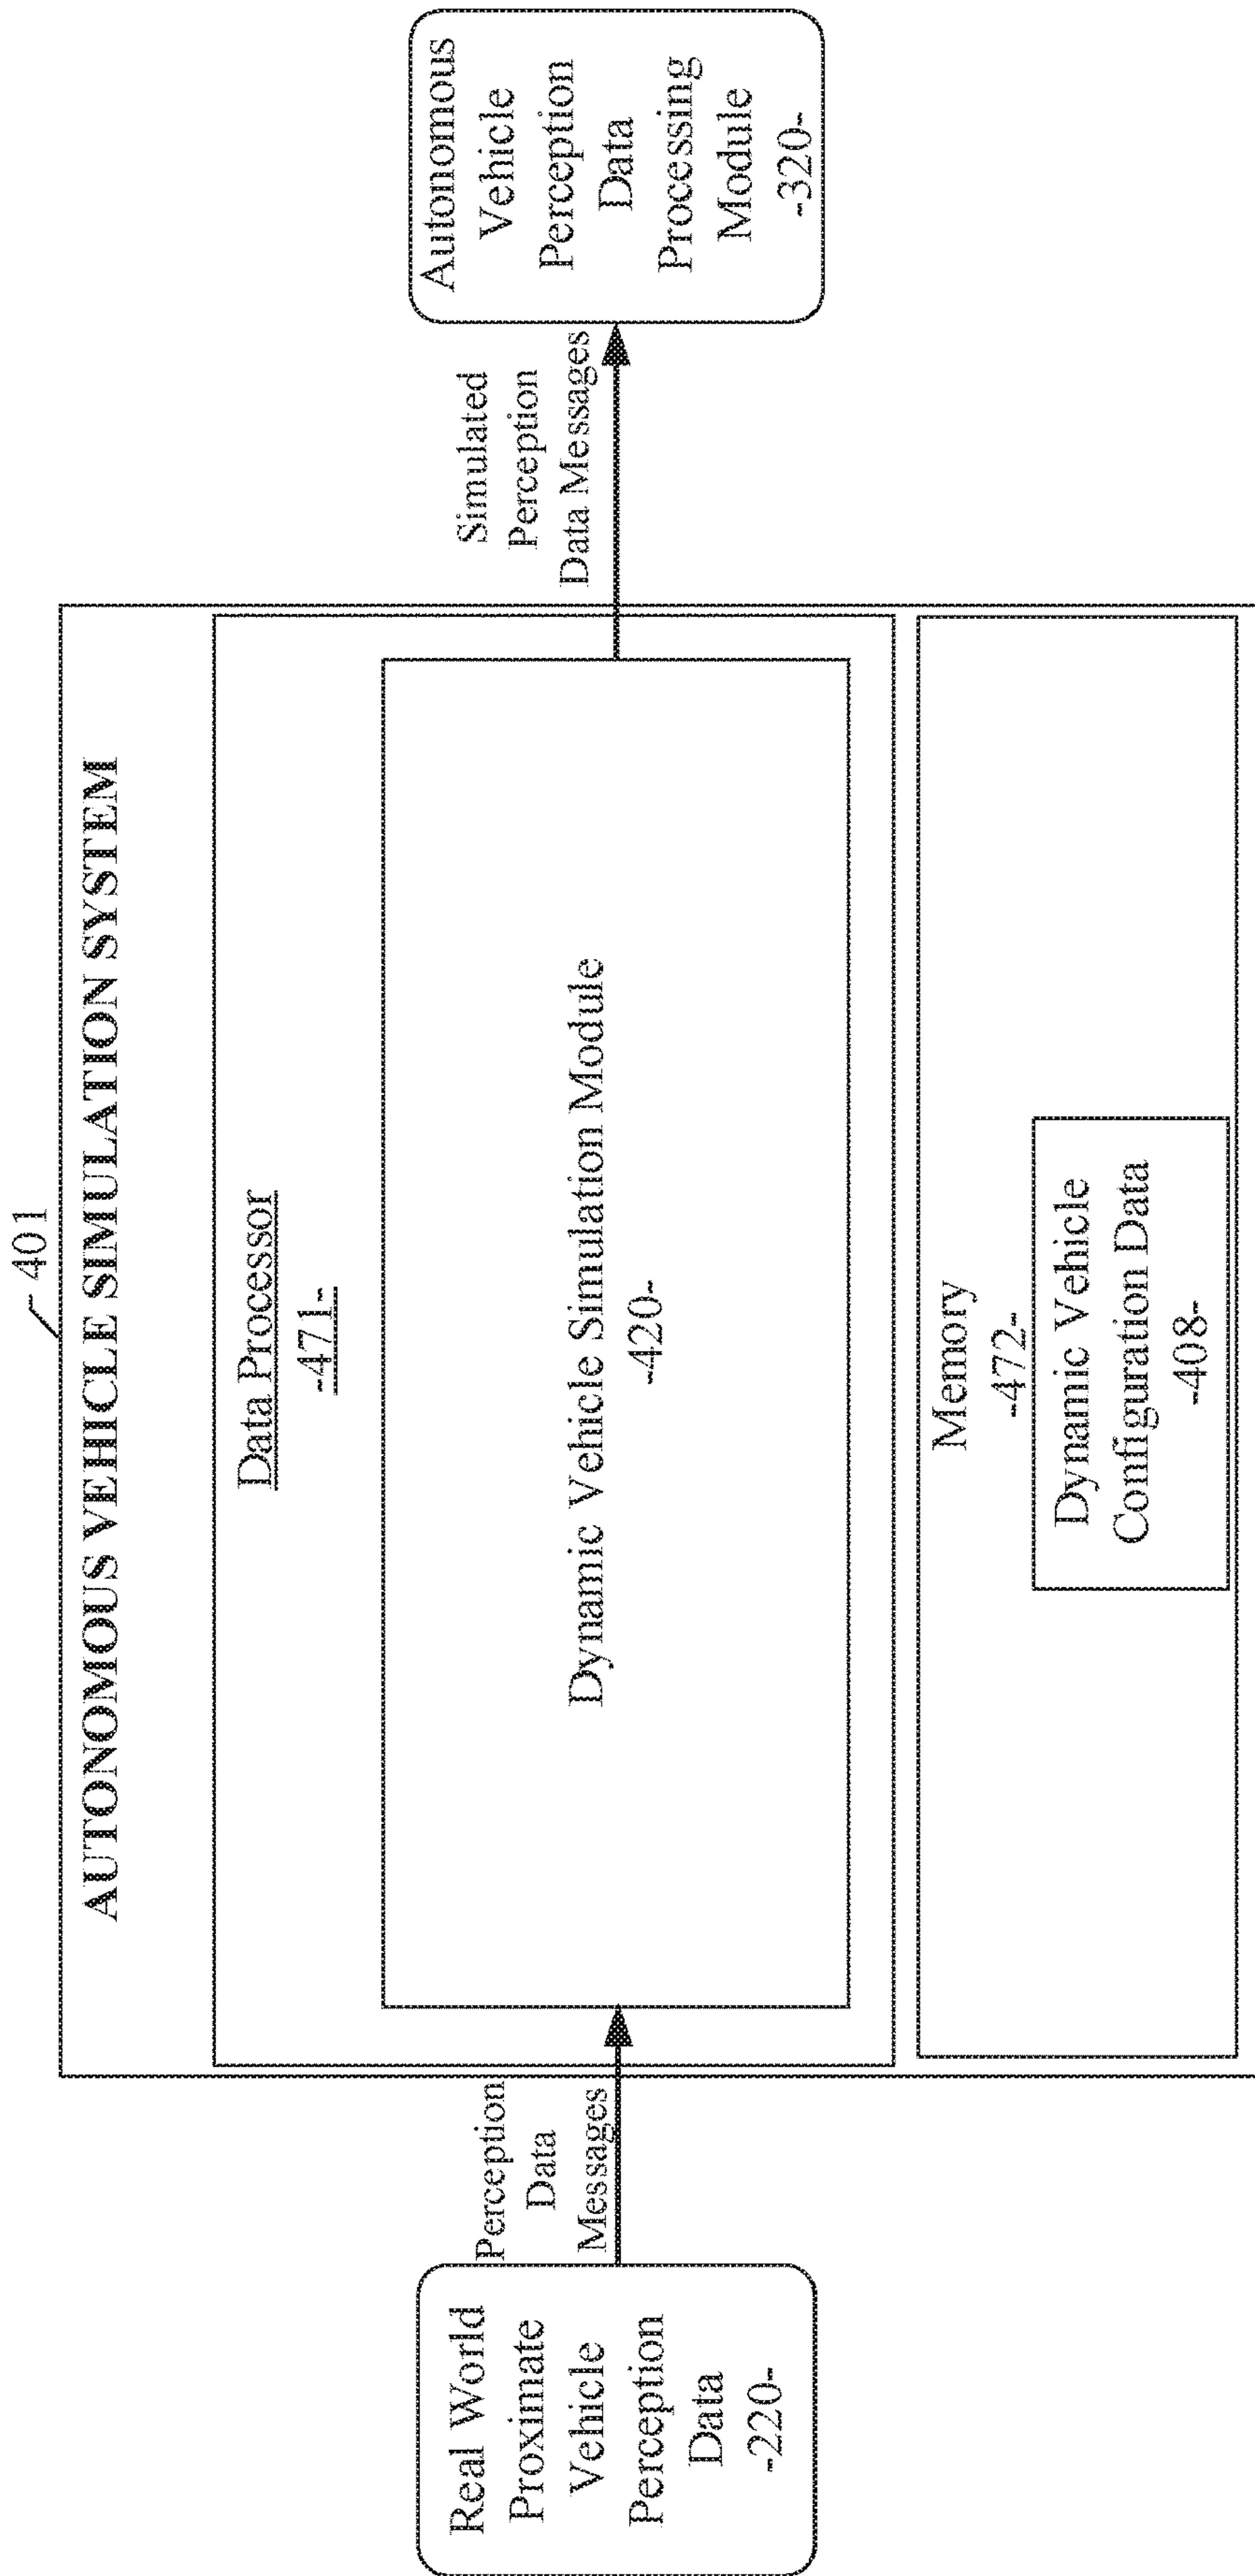 401
AUTONOMOUS VEHICLE SIMULATION SYSTEM
Real World
Proximate
Vehicle
Perception
Data
-220-
Perception
Data
Messages
Data Processor
-471-
Dynamic Vehicle Simulation Module
-420-
Memory
-472-
Dynamic Vehicle
Configuration Data
-408-
Simulated
Perception
Data Messages
Autonomous
Vehicle
Perception
Data
Processing
Module
-320-